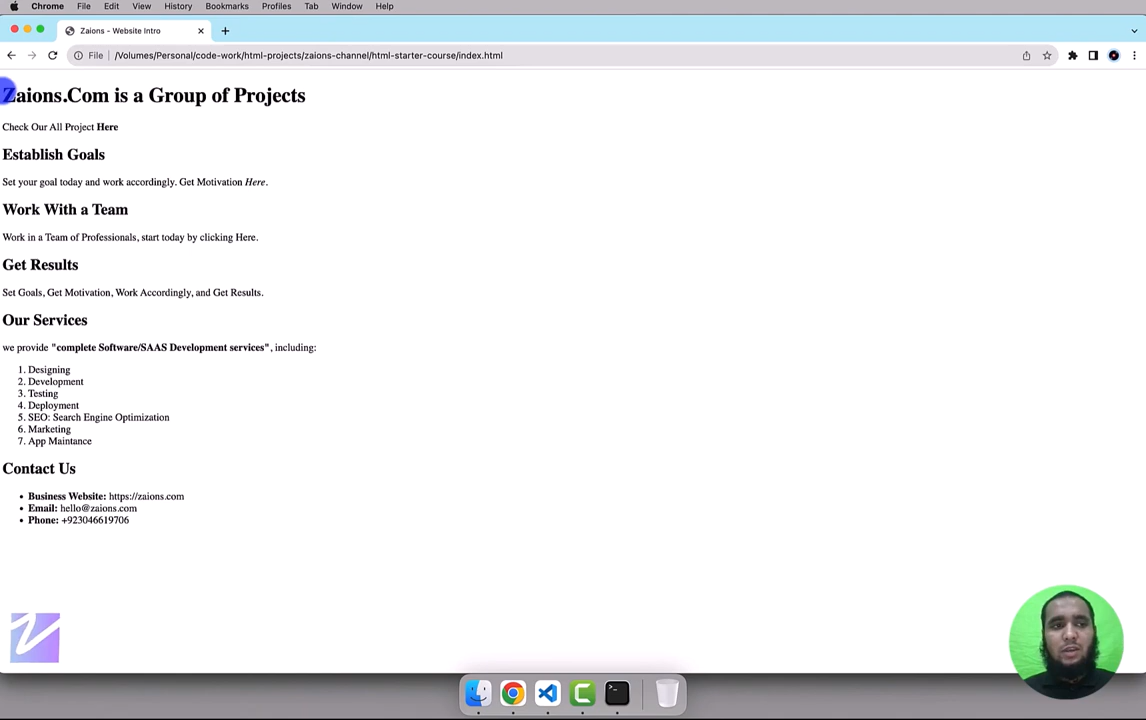 Chrome File Edit View History Bookmarks Profiles Tab Window Help
Zaions - Website Intro
File /Volumes/Personal/code-work/html-projects/zaions-channel/html-starter-course/index.html
Zaions.Com is a Group of Projects
Check Our All Project Here
Establish Goals
Set your goal today and work accordingly. Get Motivation Here.
Work With a Team
Work in a Team of Professionals, start today by clicking Here.
Get Results
Set Goals, Get Motivation, Work Accordingly, and Get Results.
Our Services
we provide "complete Software/SAAS Development services", including:
1. Designing
2. Development
3. Testing
4. Deployment
5. SEO: Search Engine Optimization
6. Marketing
7. App Maintance
Contact Us
• Business Website: https://zaions.com
• Email: hello@zaions.com
• Phone: +923046619706